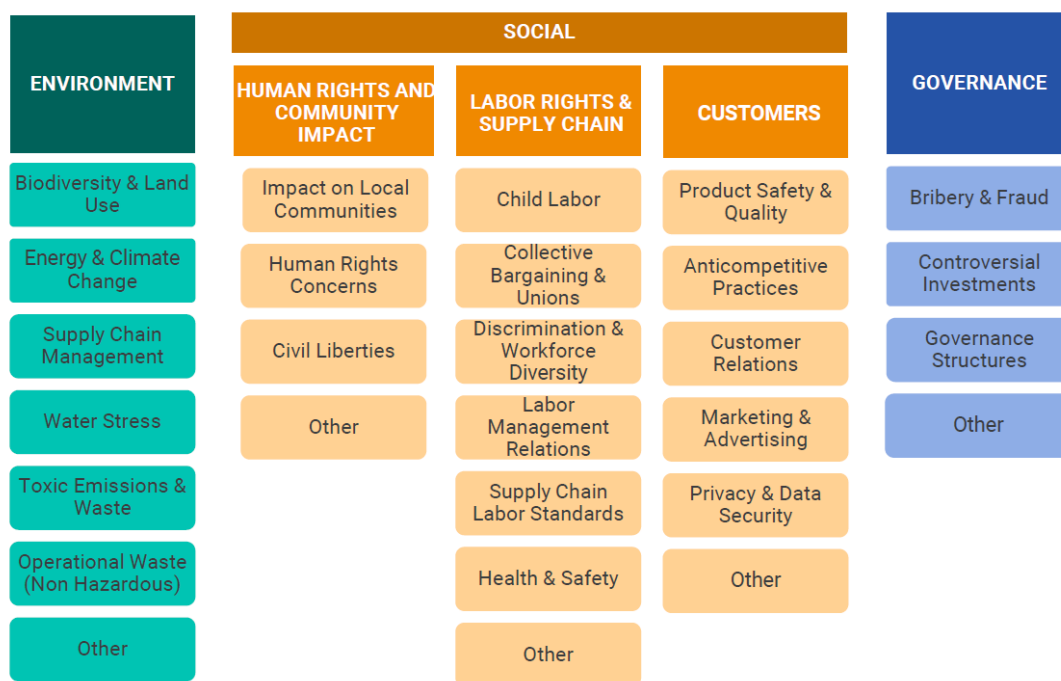 ENVIRONMENT
Biodiversity & Land
Use
Energy & Climate
Change
Supply Chain
Management
Water Stress
Toxic Emissions &
Waste
Operational Waste
(Non Hazardous)
Other
SOCIAL
HUMAN RIGHTS AND
COMMUNITY
IMPACT
Impact on Local
Communities
Human Rights
Concerns
Civil Liberties
Other
LABOR RIGHTS &
SUPPLY CHAIN
Child Labor
Collective
Bargaining &
Unions
Discrimination &
Workforce
Diversity
Labor
Management
Relations
Supply Chain
Labor Standards
Health & Safety
Other
CUSTOMERS
Product Safety &
Quality
Anticompetitive
Practices
Customer
Relations
Marketing &
Advertising
Privacy & Data
Security
Other
GOVERNANCE
Bribery & Fraud
Controversial
Investments
Governance
Structures
Other